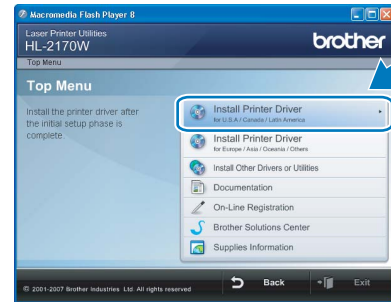 Macromedia Flash Player 8
Laser Printer Utilities
HL-2170W
brother
Top Menu
Top Menu
Install the printer driver after
the initial setup phase is
complete.
Install Printer Driver
for U.S.A / Canada / Latin America
Install Printer Driver
for Europe / Asia / Oceania / Others
Install Other Drivers or Utilities
Documentation
On-Line Registration
Brother Solutions Center
Supplies Information
© 2001-2007 Brother Industries Ltd. All rights reserved
Back
Exit